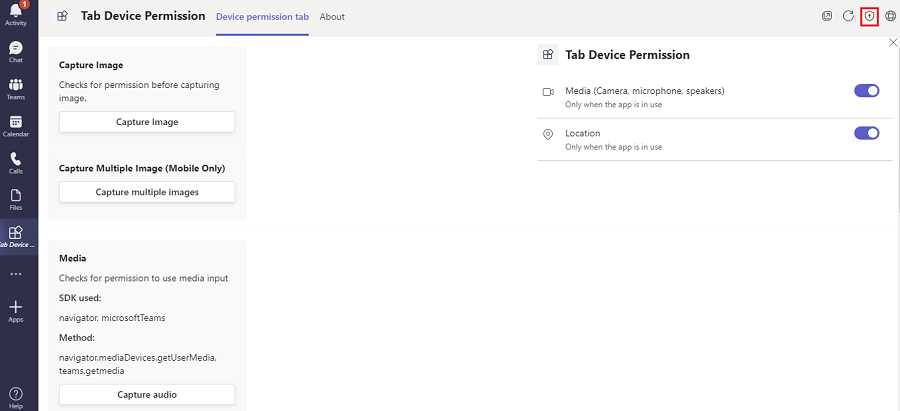 1
Activity
Chat
Teams
Calendar
Calls
Files
Tab Device ...
Apps
Help
Tab Device Permission
Device permission tab
About
Capture Image
Checks for permission before capturing
image.
Capture Image
Capture Multiple Image (Mobile Only)
Capture multiple images
Media
Checks for permission to use media input
SDK used:
navigator, microsoftTeams
Method:
navigator.mediaDevices.getUserMedia,
teams.getmedia
Capture audio
Tab Device Permission
Media (Camera, microphone, speakers)
Only when the app is in use
Location
Only when the app is in use